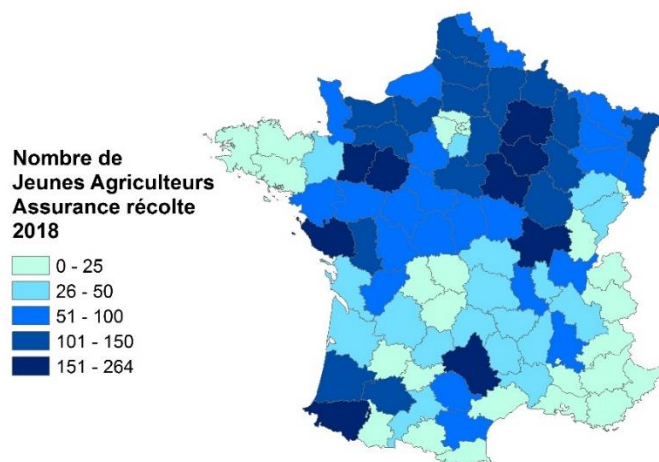 Nombre de
Jeunes Agriculteurs
Assurance récolte
2018
0 - 25
26 - 50
51 - 100
101 - 150
151 - 264